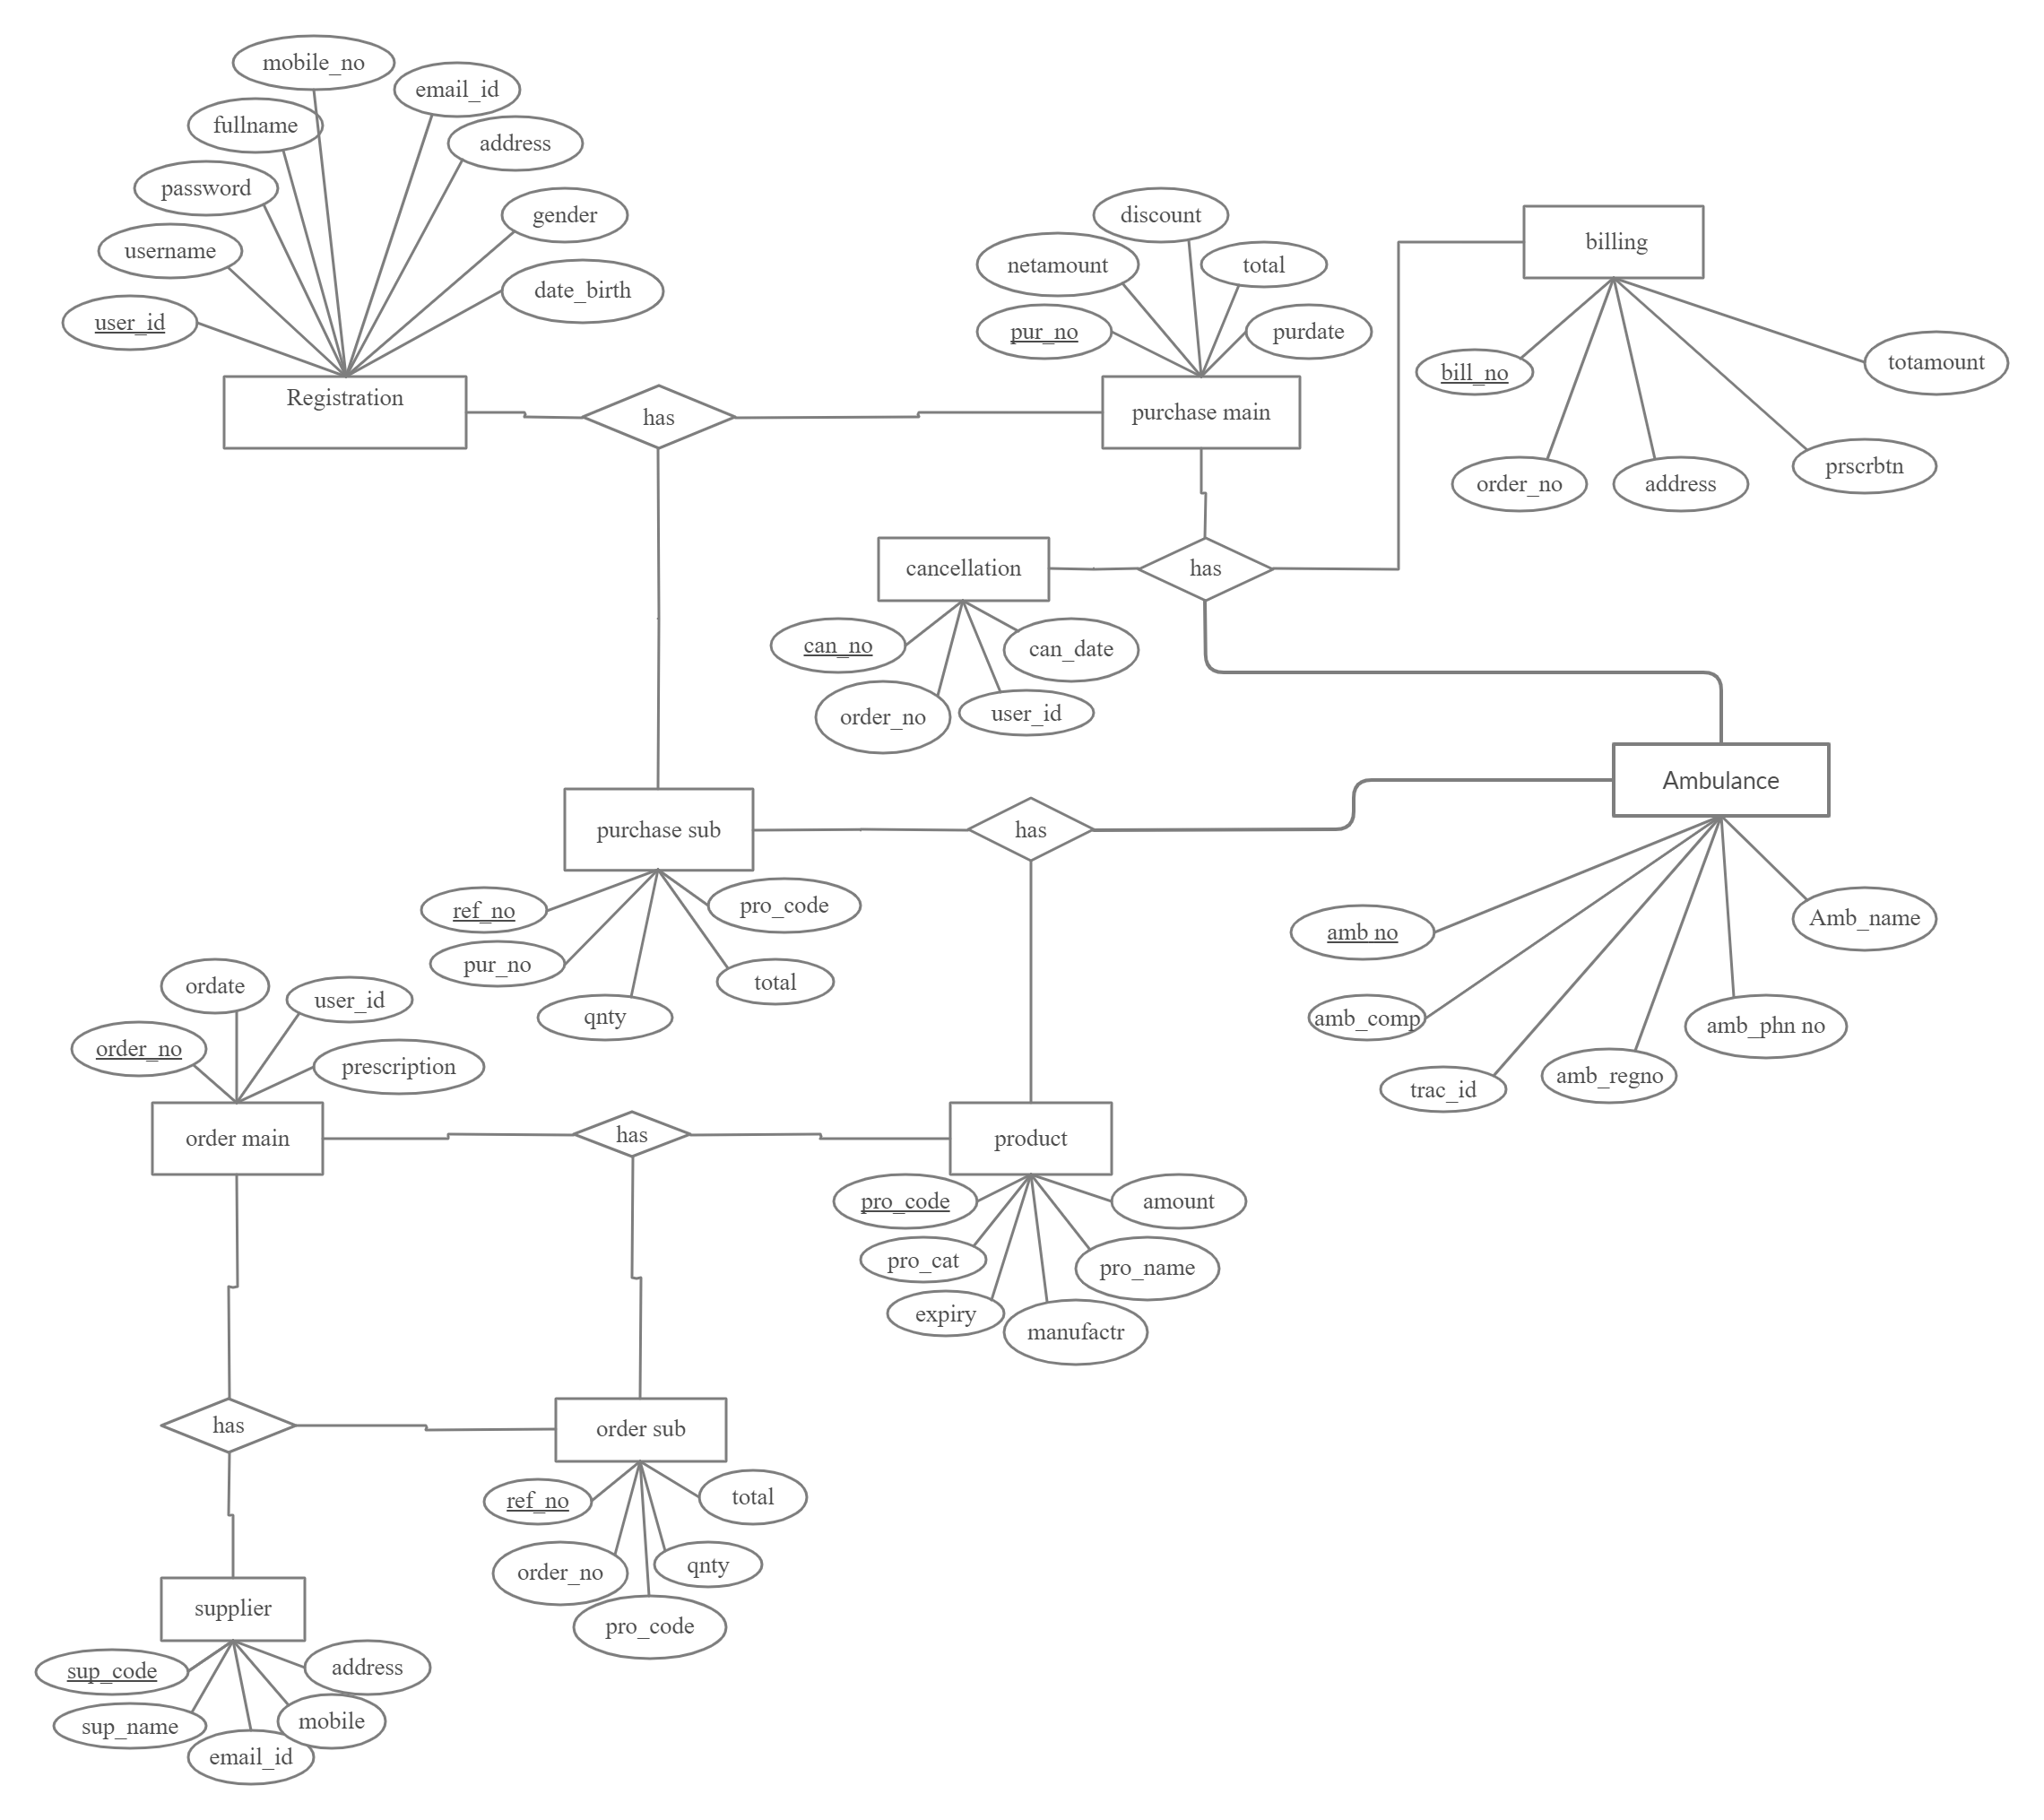 mobile_no
email_id
fullname
address
password
gender
username
date_birth
user_id
Registration
has
discount
netamount
total
pur_no
purdate
purchase main
billing
bill_no
totamount
order_no
address
prscrbtn
cancellation
has
can_no
can_date
order_no
user_id
Ambulance
amb no
Amb_name
amb_comp
amb_phn no
trac_id
amb_regno
purchase sub
has
ref_no
pro_code
pur_no
total
qnty
ordate
user_id
order_no
prescription
order main
has
product
pro_code
amount
pro_cat
pro_name
expiry
manufactr
has
order sub
ref_no
total
order_no
qnty
pro_code
supplier
sup_code
address
sup_name
mobile
email_id